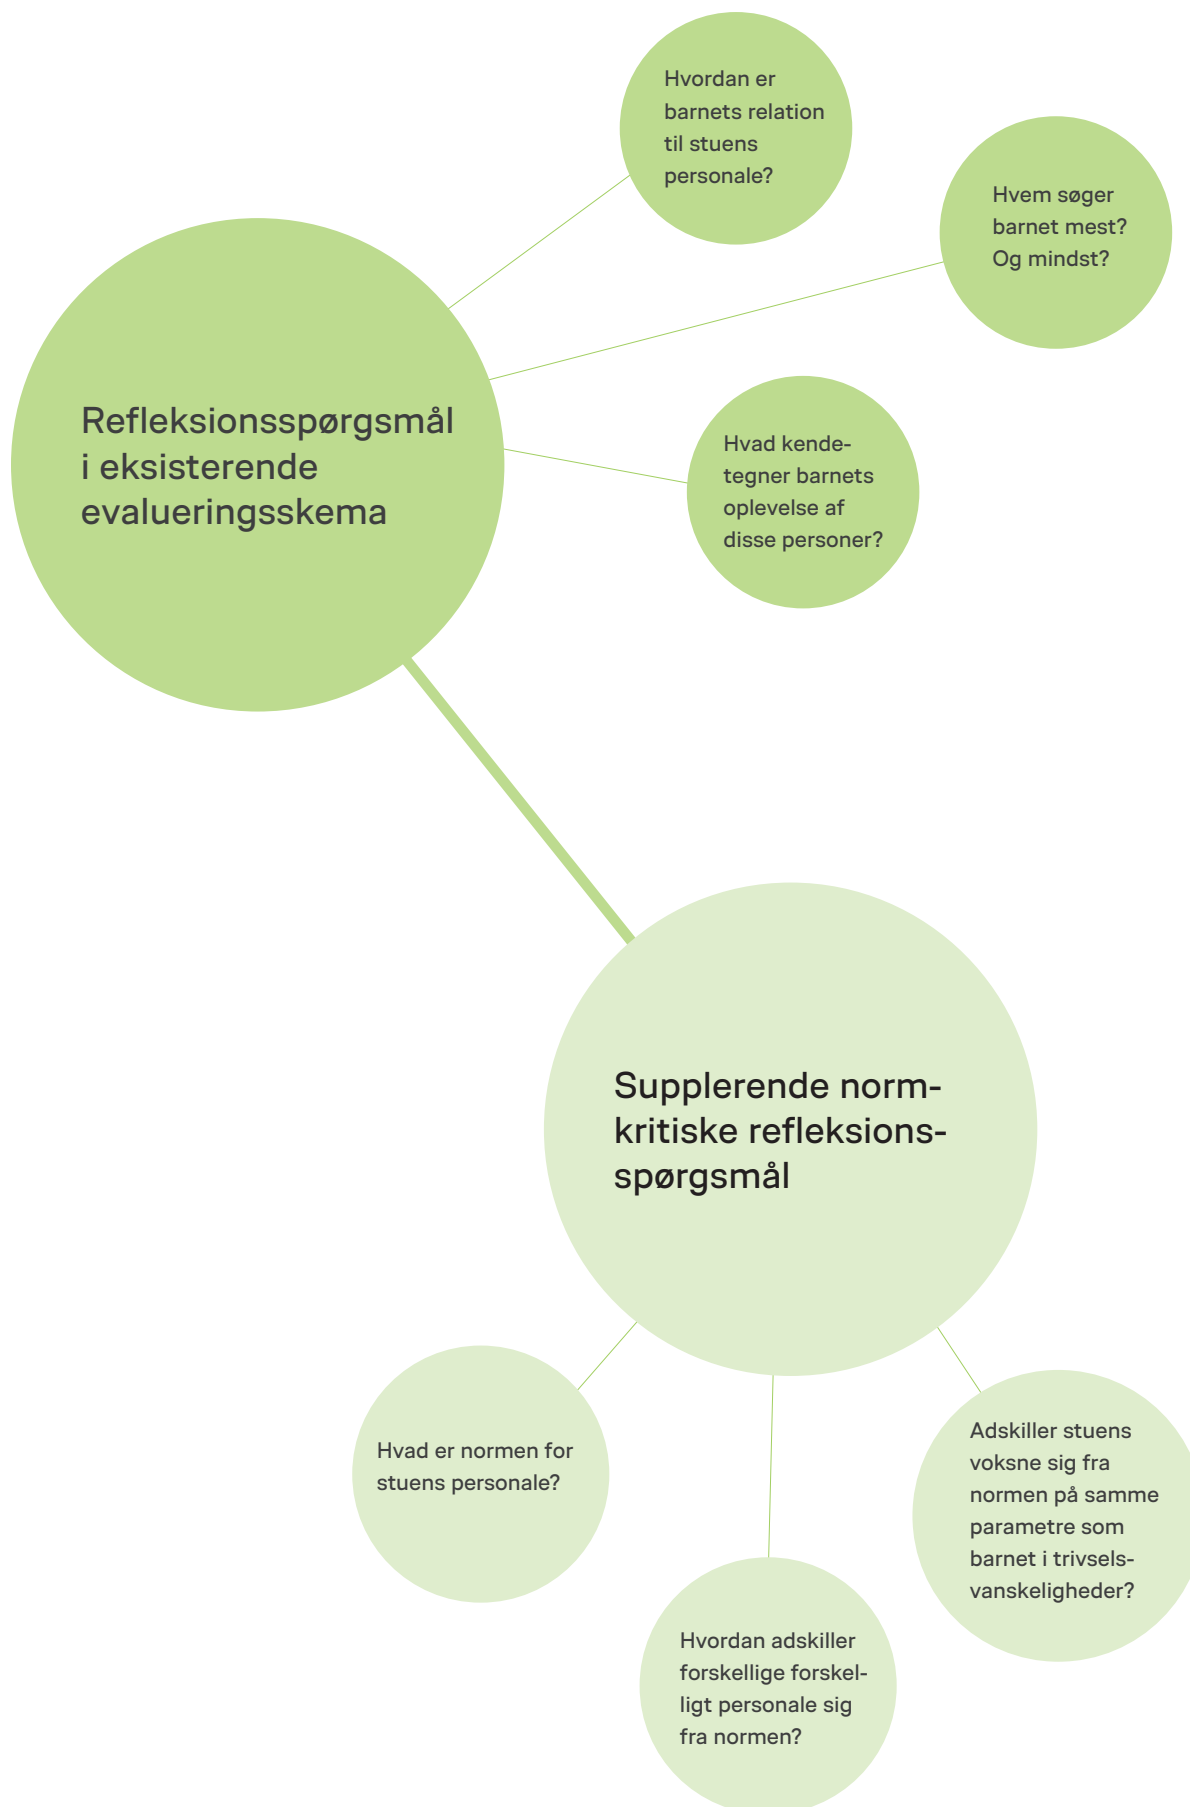 Hvordan er
barnets relation
til stuens
personale?
Hvem søger
barnet mest?
Og mindst?
Refleksionsspørgsmål
i eksisterende
evalueringsskema
Hvad kende-
tegner barnets
oplevelse af
disse personer?
Supplerende norm-
kritiske refleksions-
spørgsmål
Hvad er normen for
stuens personale?
Hvordan adskiller
forskellige forskel-
ligt personale sig
fra normen?
Adskiller stuens
voksne sig fra
normen på samme
parametre som
barnet i trivsels-
vanskeligheder?